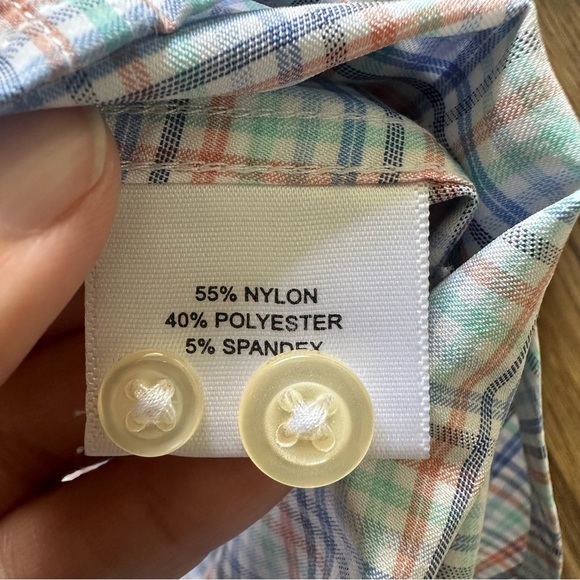 55% NYLON
40% POLYESTER
5% SPANDEX